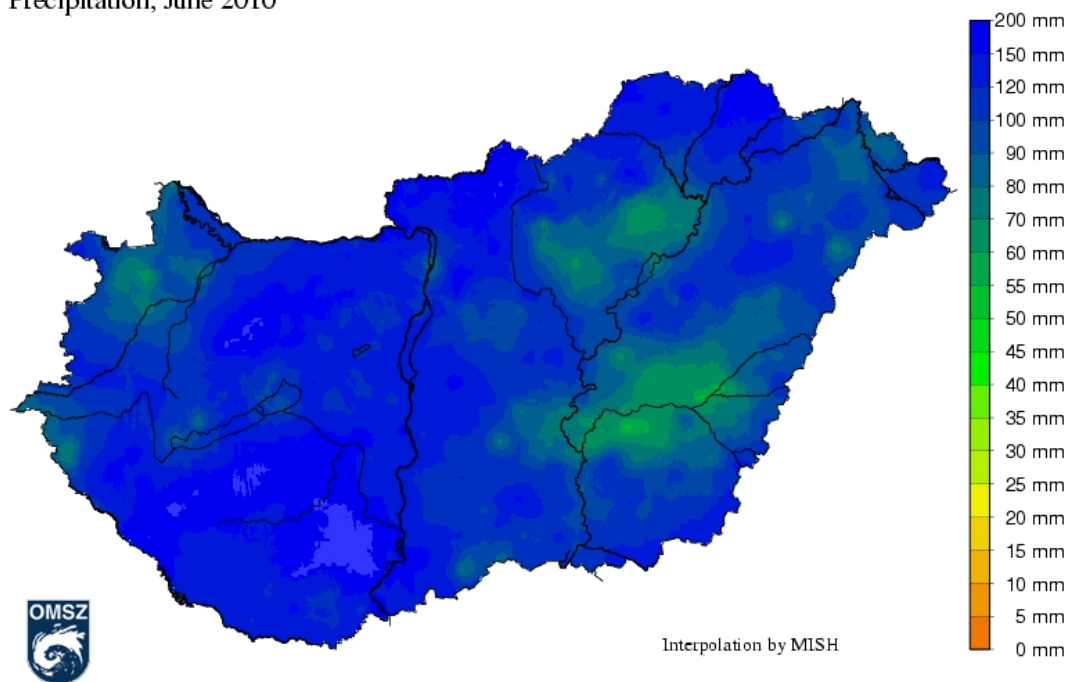 Precipitation, June 2010
200 mm
150 mm
120 mm
100 mm
90 mm
80 mm
70 mm
60 mm
55 mm
50 mm
45 mm
40 mm
35 mm
30 mm
25 mm
20 mm
15 mm
10 mm
5 mm
0 mm
OMSZ
Interpolation by MISH